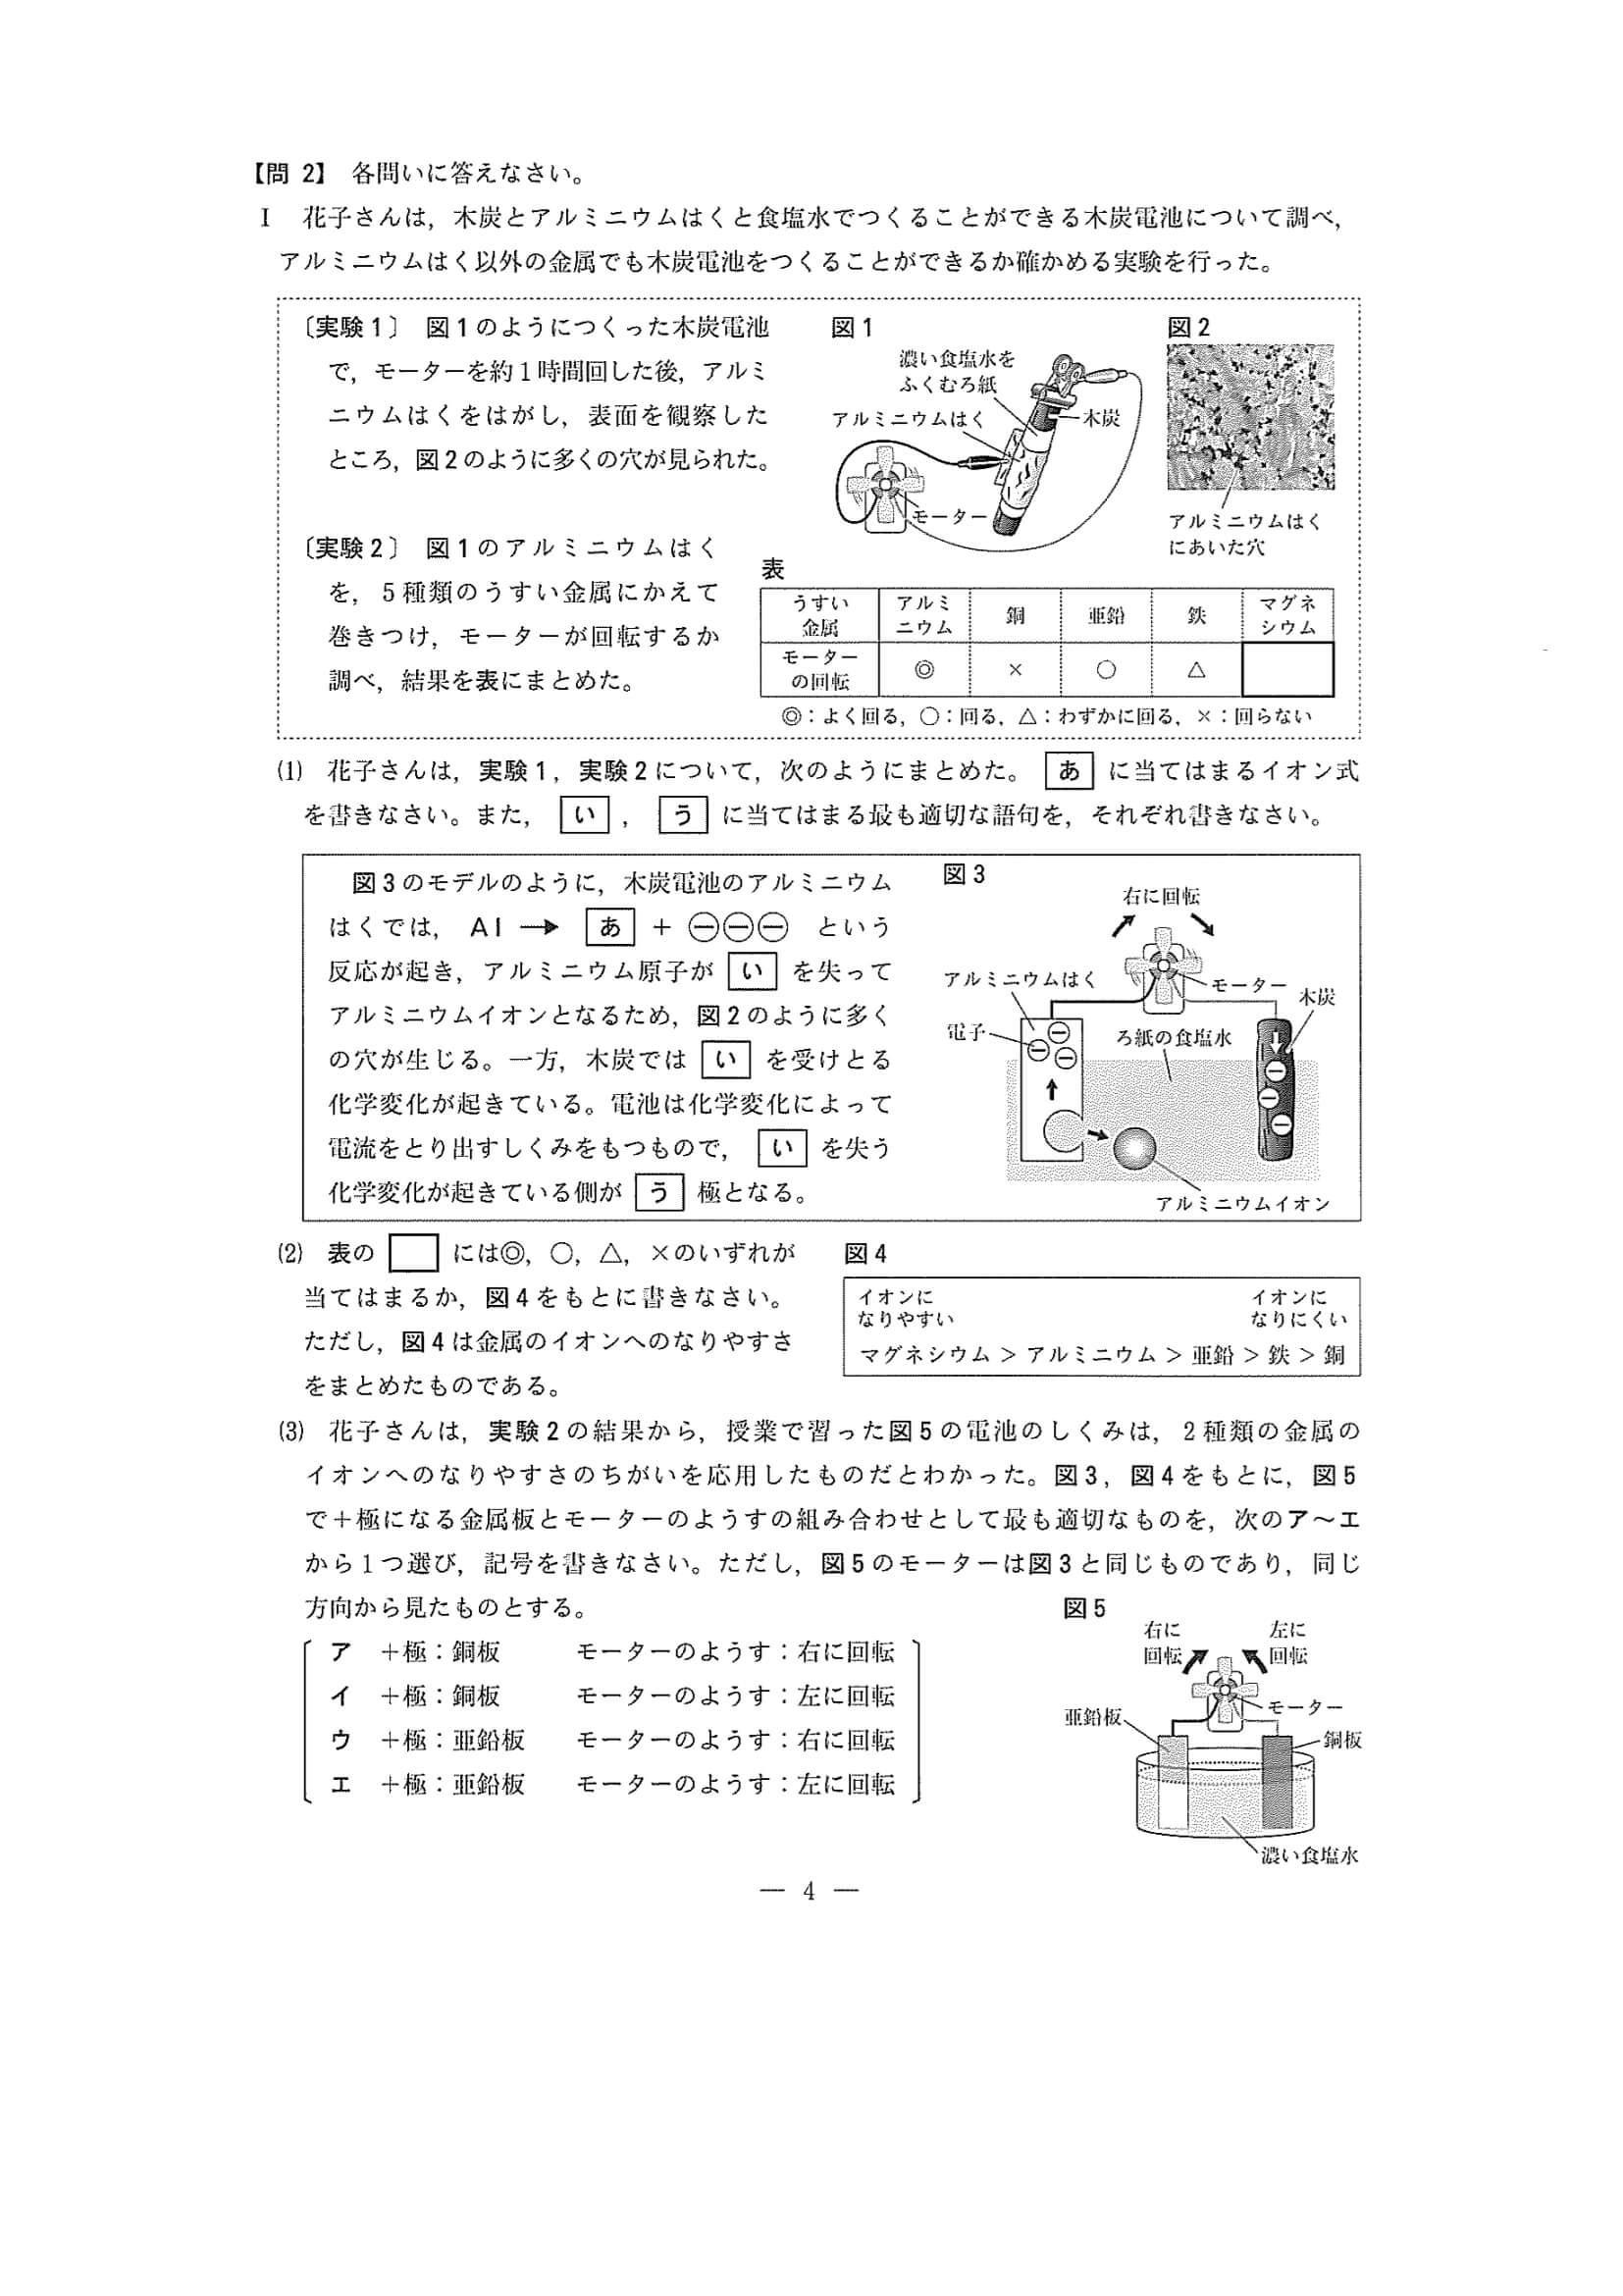 【問 2】 各問いに答えなさい。
Ⅰ 花子さんは，木炭とアルミニウムはくと食塩水でつくることができる木炭電池について調べ，
アルミニウムはく以外の金属でも木炭電池をつくることができるか確かめる実験を行った。
〔実験1〕 図1のようにつくった木炭電池
で，モーターを約1時間回した後，アルミ
ニウムはくをはがし，表面を観察した
ところ，図2のように多くの穴が見られた。
図1
濃い食塩水を
ふくむろ紙
アルミニウムはく
木炭
モーター
図2
アルミニウムはく
にあいた穴
〔実験2〕 図1のアルミニウムはく
を，5種類のうすい金属にかえて
巻きつけ，モーターが回転するか
調べ，結果を表にまとめた。
表
うすい金属 アルミニウム 銅 亜鉛 鉄 マグネシウム
モーターの回転 ◎ × ○ △
◎：よく回る，○：回る，△：わずかに回る，×：回らない
(1) 花子さんは，実験1，実験2について，次のようにまとめた。 あ に当てはまるイオン式
を書きなさい。また， い ， う に当てはまる最も適切な語句を，それぞれ書きなさい。
図3のモデルのように，木炭電池のアルミニウム
はくでは， Al → あ + ⊖⊖⊖ という
反応が起き，アルミニウム原子が い を失って
アルミニウムイオンとなるため，図2のように多く
の穴が生じる。一方，木炭では い を受けとる
化学変化が起きている。電池は化学変化によって
電流をとり出すしくみをもつもので， い を失う
化学変化が起きている側が う 極となる。
図3
右に回転
アルミニウムはく
モーター
木炭
電子
ろ紙の食塩水
アルミニウムイオン
(2) 表の には◎，○，△，×のいずれが
当てはまるか，図4をもとに書きなさい。
ただし，図4は金属のイオンへのなりやすさ
をまとめたものである。
図4
イオンに
なりやすい
イオンに
なりにくい
マグネシウム > アルミニウム > 亜鉛 > 鉄 > 銅
(3) 花子さんは，実験2の結果から，授業で習った図5の電池のしくみは，2種類の金属の
イオンへのなりやすさのちがいを応用したものだとわかった。図3，図4をもとに，図5
で＋極になる金属板とモーターのようすの組み合わせとして最も適切なものを，次のア～エ
から1つ選び，記号を書きなさい。ただし，図5のモーターは図3と同じものであり，同じ
方向から見たものとする。
ア ＋極：銅板 モーターのようす：右に回転
イ ＋極：銅板 モーターのようす：左に回転
ウ ＋極：亜鉛板 モーターのようす：右に回転
エ ＋極：亜鉛板 モーターのようす：左に回転
図5
右に
回転
左に
回転
モーター
亜鉛板
銅板
濃い食塩水
— 4 —